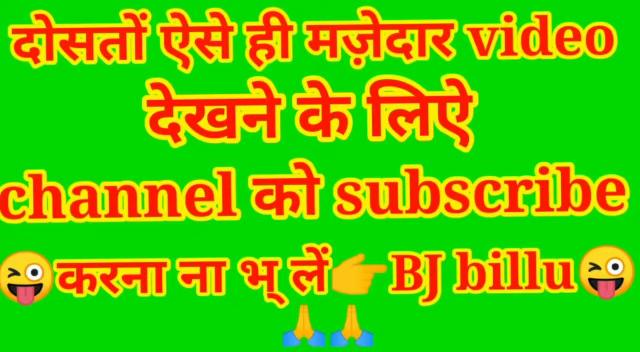 दोसतों ऐसे ही मज़ेदार video
देखने के लिऐ
channel को subscribe
😜करना ना भ् लें👉BJ billu😜
🙏🙏